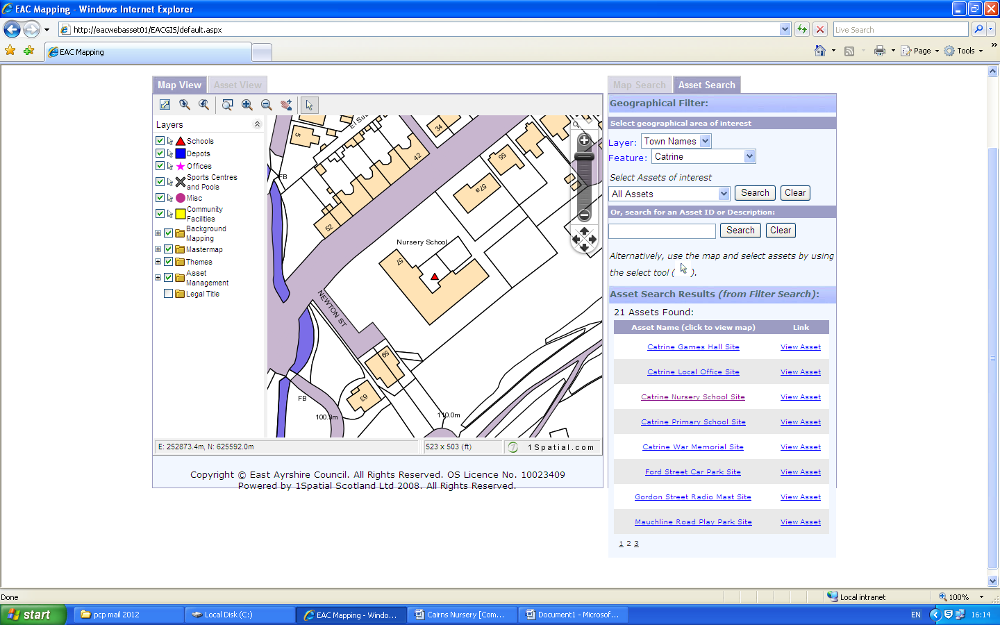 EAC Mapping - Windows Internet Explorer
http://eacwebasset01/EACGIS/default.aspx
Live Search
EAC Mapping
Page
Tools
Map View
Asset View
Layers
Schools
Depots
Offices
Sports Centres
and Pools
Misc
Community
Facilities
Background
Mapping
Mastermap
Themes
Asset
Management
Legal Title
5
El Sub
34
42
FB
52
55
57a
Nursery School
57
NEWTON ST
59
63
FB
100.3m
110.0m
E: 252873.4m, N: 625592.0m
523 x 503 (ft)
1Spatial.com
Copyright © East Ayrshire Council. All Rights Reserved. OS Licence No. 10023409
Powered by 1Spatial Scotland Ltd 2008. All Rights Reserved.
Map Search
Asset Search
Geographical Filter:
Select geographical area of interest
Layer: Town Names
Feature: Catrine
Select Assets of interest
All Assets Search Clear
Or, search for an Asset ID or Description:
Search Clear
Alternatively, use the map and select assets by using
the select tool ( ).
Asset Search Results (from Filter Search):
21 Assets Found:
Asset Name (click to view map) Link
Catrine Games Hall Site View Asset
Catrine Local Office Site View Asset
Catrine Nursery School Site View Asset
Catrine Primary School Site View Asset
Catrine War Memorial Site View Asset
Ford Street Car Park Site View Asset
Gordon Street Radio Mast Site View Asset
Mauchline Road Play Park Site View Asset
1 2 3
Done
Local intranet
100%
start
pcp mail 2012
Local Disk (C:)
EAC Mapping - Windo...
Cairns Nursery [Com...
Document1 - Microsof...
EN
16:14